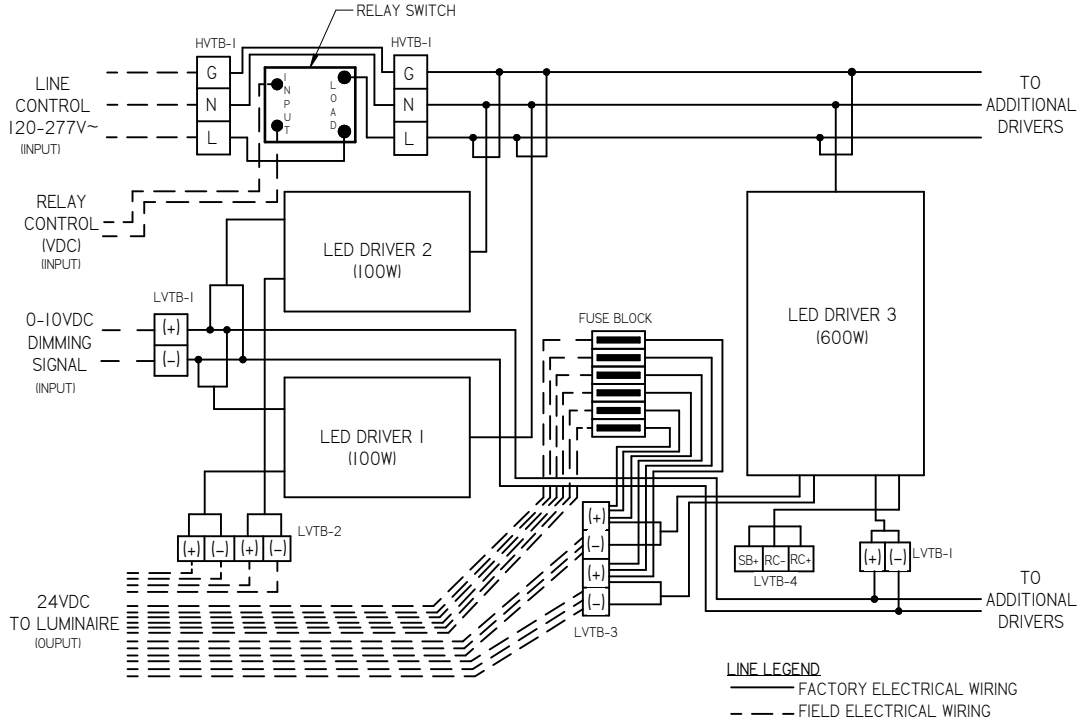 RELAY SWITCH
HVTB-1
HVTB-1
LINE
CONTROL
120-277V~
(INPUT)
G
N
L
INPUT
LOAD
G
N
L
TO
ADDITIONAL
DRIVERS
RELAY
CONTROL
(VDC)
(INPUT)
LED DRIVER 2
(100W)
LED DRIVER 3
(600W)
LVTB-1
0-10VDC
DIMMING
SIGNAL
(INPUT)
(+)
(-)
FUSE BLOCK
LED DRIVER 1
(100W)
LVTB-2
(+) (-) (+) (-)
(+)
(-)
(+)
(-)
LVTB-3
SB+ RC- RC+
LVTB-4
(+) (-)
LVTB-1
24VDC
TO LUMINAIRE
(OUPUT)
TO
ADDITIONAL
DRIVERS
LINE LEGEND
FACTORY ELECTRICAL WIRING
FIELD ELECTRICAL WIRING